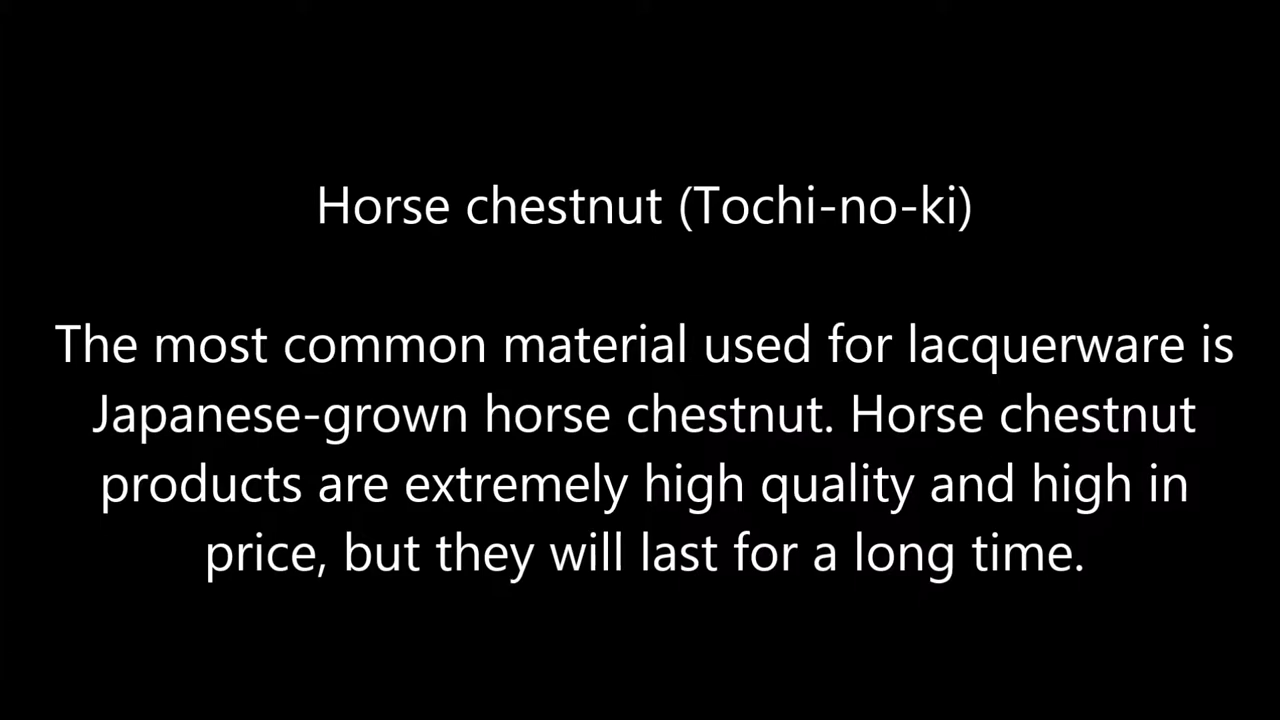 Horse chestnut (Tochi-no-ki)
The most common material used for lacquerware is
Japanese-grown horse chestnut. Horse chestnut
products are extremely high quality and high in
price, but they will last for a long time.